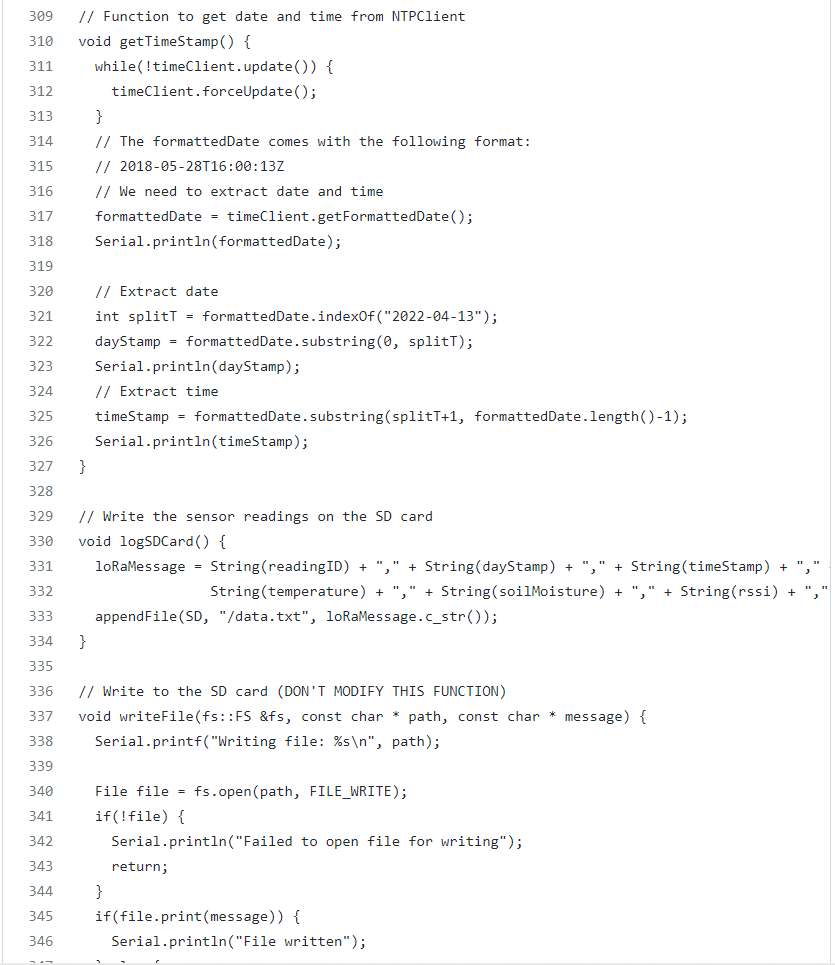 309 // Function to get date and time from NTPClient
310 void getTimeStamp() {
311   while(!timeClient.update()) {
312     timeClient.forceUpdate();
313   }
314   // The formattedDate comes with the following format:
315   // 2018-05-28T16:00:13Z
316   // We need to extract date and time
317   formattedDate = timeClient.getFormattedDate();
318   Serial.println(formattedDate);
319
320   // Extract date
321   int splitT = formattedDate.indexOf("2022-04-13");
322   dayStamp = formattedDate.substring(0, splitT);
323   Serial.println(dayStamp);
324   // Extract time
325   timeStamp = formattedDate.substring(splitT+1, formattedDate.length()-1);
326   Serial.println(timeStamp);
327 }
328
329 // Write the sensor readings on the SD card
330 void logSDCard() {
331   loRaMessage = String(readingID) + "," + String(dayStamp) + "," + String(timeStamp) + ","
332                 String(temperature) + "," + String(soilMoisture) + "," + String(rssi) + ","
333   appendFile(SD, "/data.txt", loRaMessage.c_str());
334 }
335
336 // Write to the SD card (DON'T MODIFY THIS FUNCTION)
337 void writeFile(fs::FS &fs, const char * path, const char * message) {
338   Serial.printf("Writing file: %s\n", path);
339
340   File file = fs.open(path, FILE_WRITE);
341   if(!file) {
342     Serial.println("Failed to open file for writing");
343     return;
344   }
345   if(file.print(message)) {
346     Serial.println("File written");